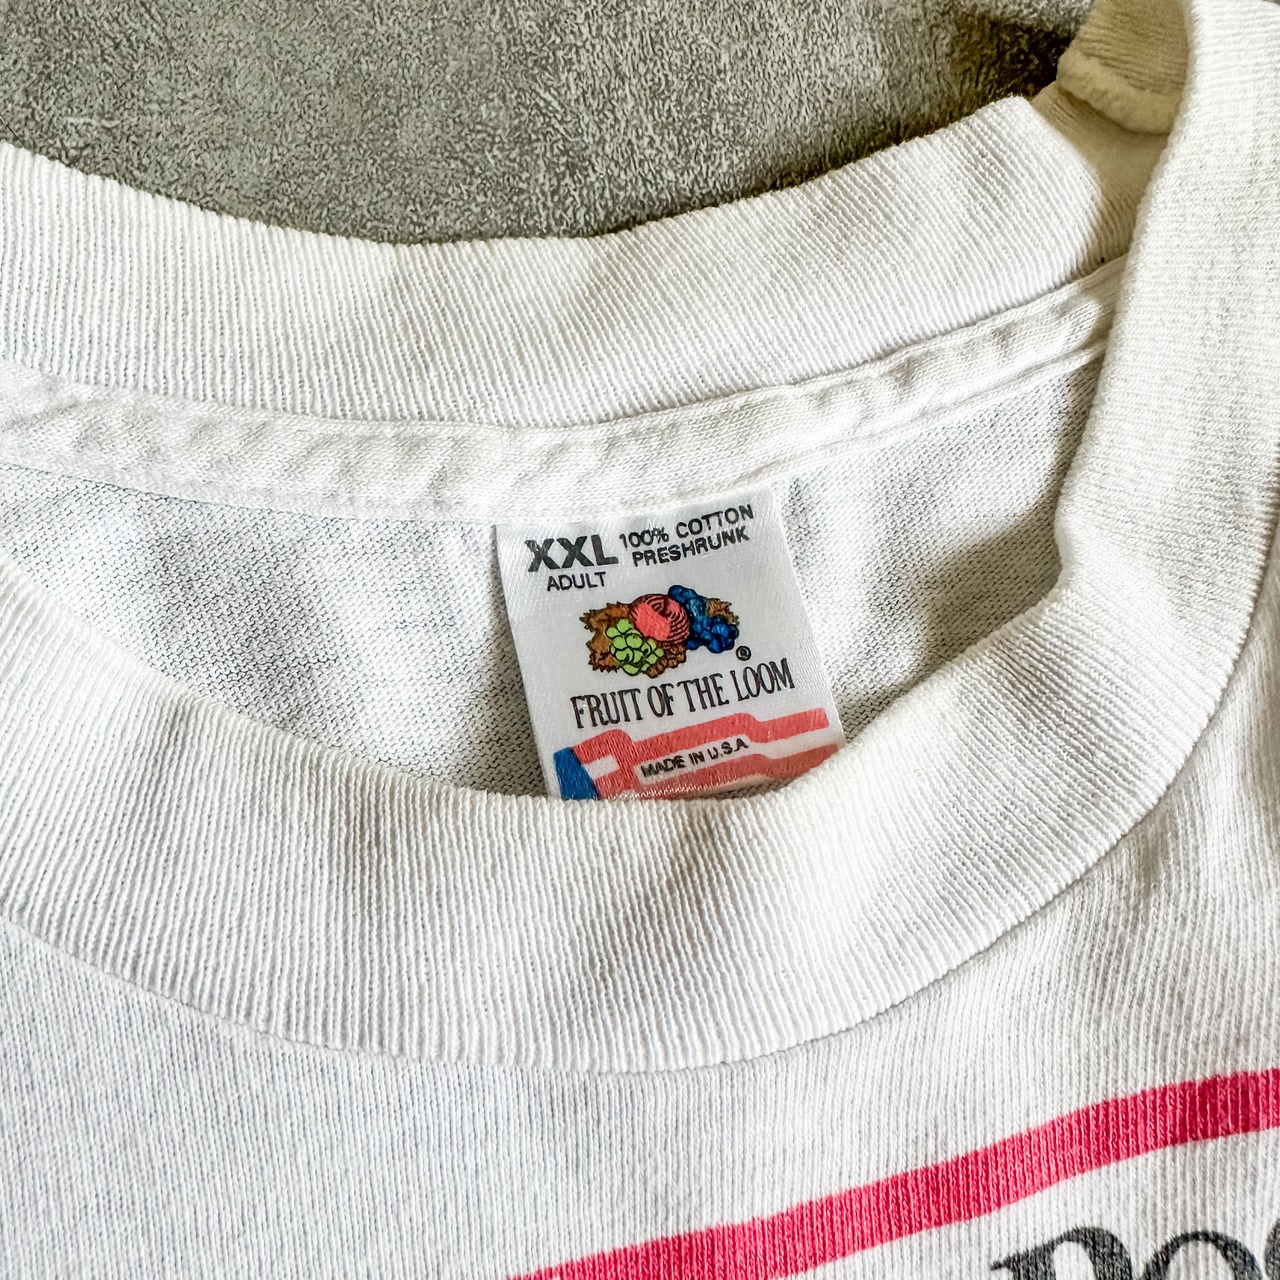 XXL 100% COTTON
ADULT PRESHRUNK
®
FRUIT OF THE LOOM
MADE IN U.S.A